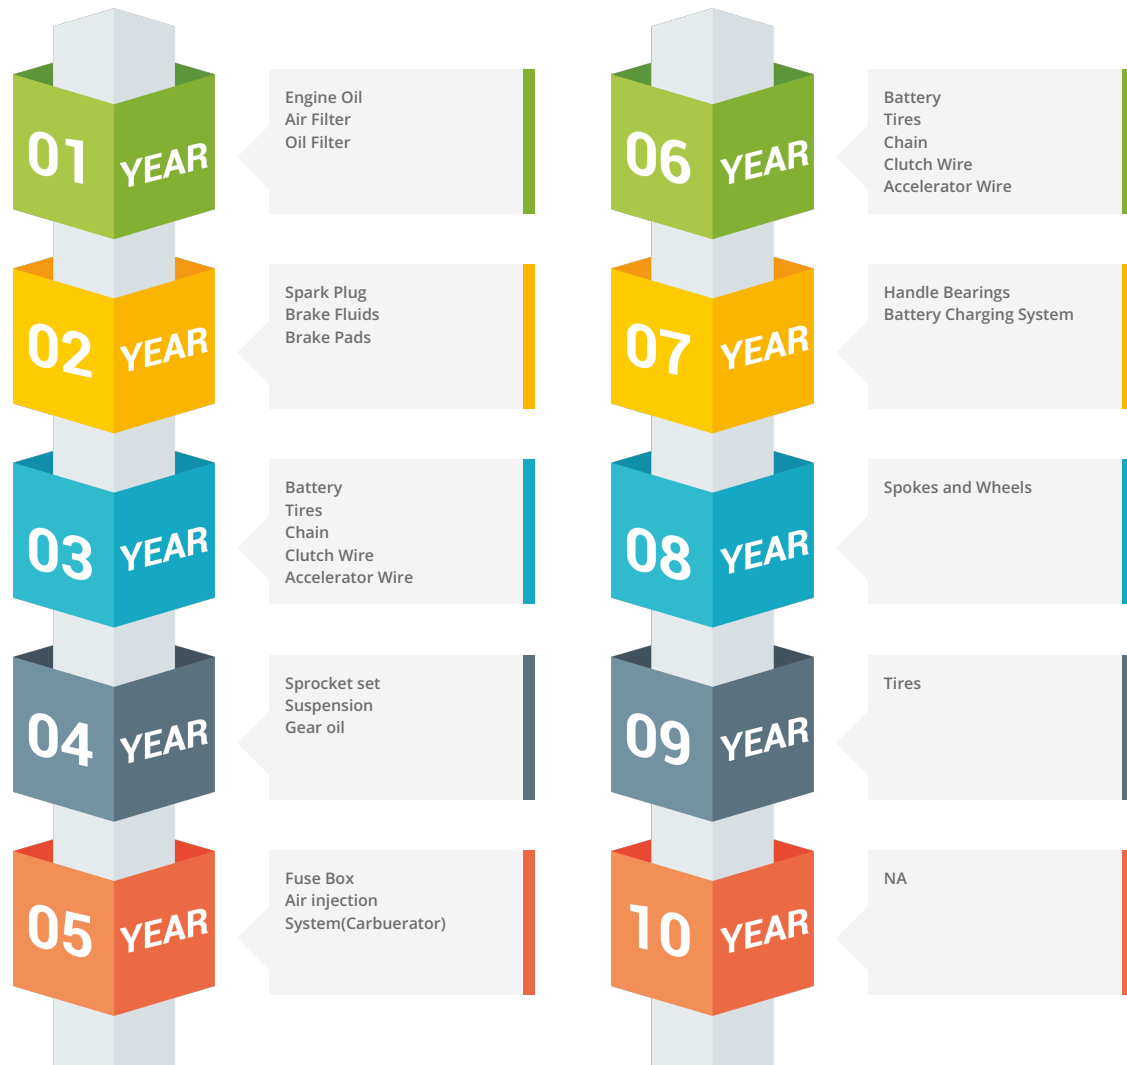 01 YEAR
Engine Oil
Air Filter
Oil Filter
02 YEAR
Spark Plug
Brake Fluids
Brake Pads
03 YEAR
Battery
Tires
Chain
Clutch Wire
Accelerator Wire
04 YEAR
Sprocket set
Suspension
Gear oil
05 YEAR
Fuse Box
Air injection
System(Carbuerator)
06 YEAR
Battery
Tires
Chain
Clutch Wire
Accelerator Wire
07 YEAR
Handle Bearings
Battery Charging System
08 YEAR
Spokes and Wheels
09 YEAR
Tires
10 YEAR
NA